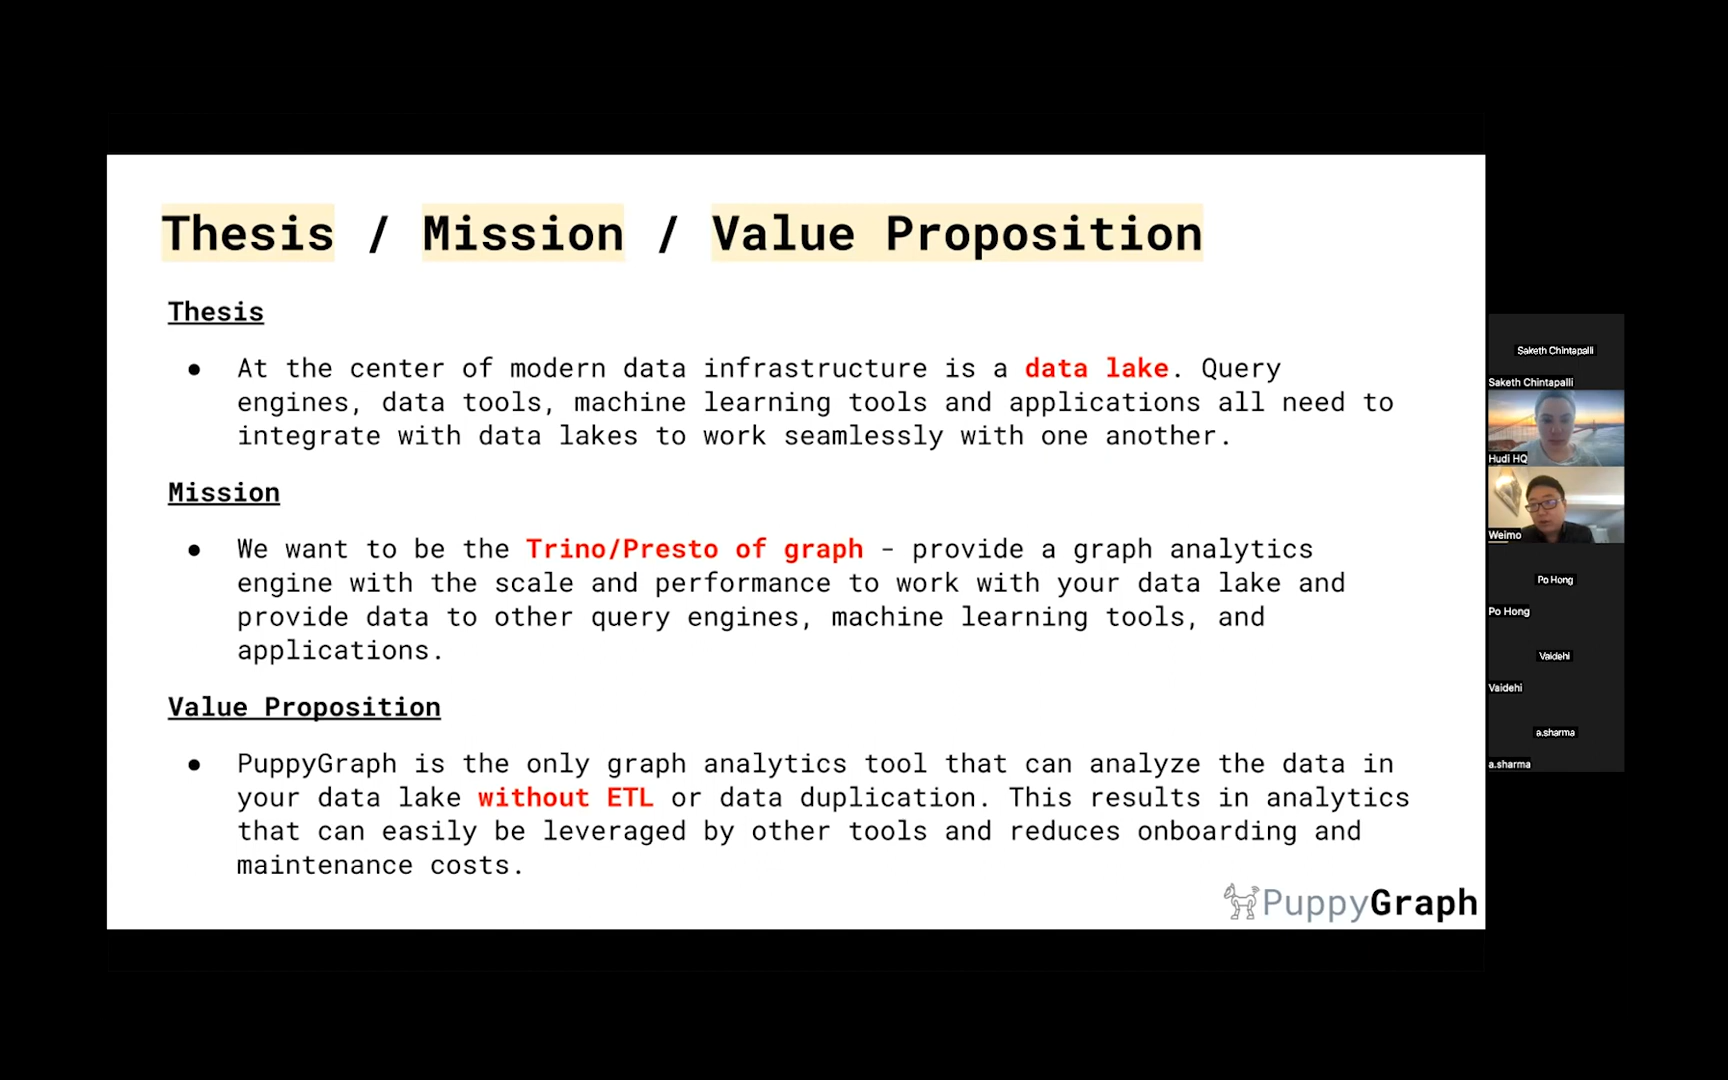 Thesis / Mission / Value Proposition
Thesis
● At the center of modern data infrastructure is a data lake. Query
engines, data tools, machine learning tools and applications all need to
integrate with data lakes to work seamlessly with one another.
Mission
● We want to be the Trino/Presto of graph - provide a graph analytics
engine with the scale and performance to work with your data lake and
provide data to other query engines, machine learning tools, and
applications.
Value Proposition
● PuppyGraph is the only graph analytics tool that can analyze the data in
your data lake without ETL or data duplication. This results in analytics
that can easily be leveraged by other tools and reduces onboarding and
maintenance costs.
PuppyGraph
Saketh Chintapalli
Saketh Chintapalli
Hudi HQ
Weimo
Po Hong
Po Hong
Vaidehi
Vaidehi
a.sharma
a.sharma